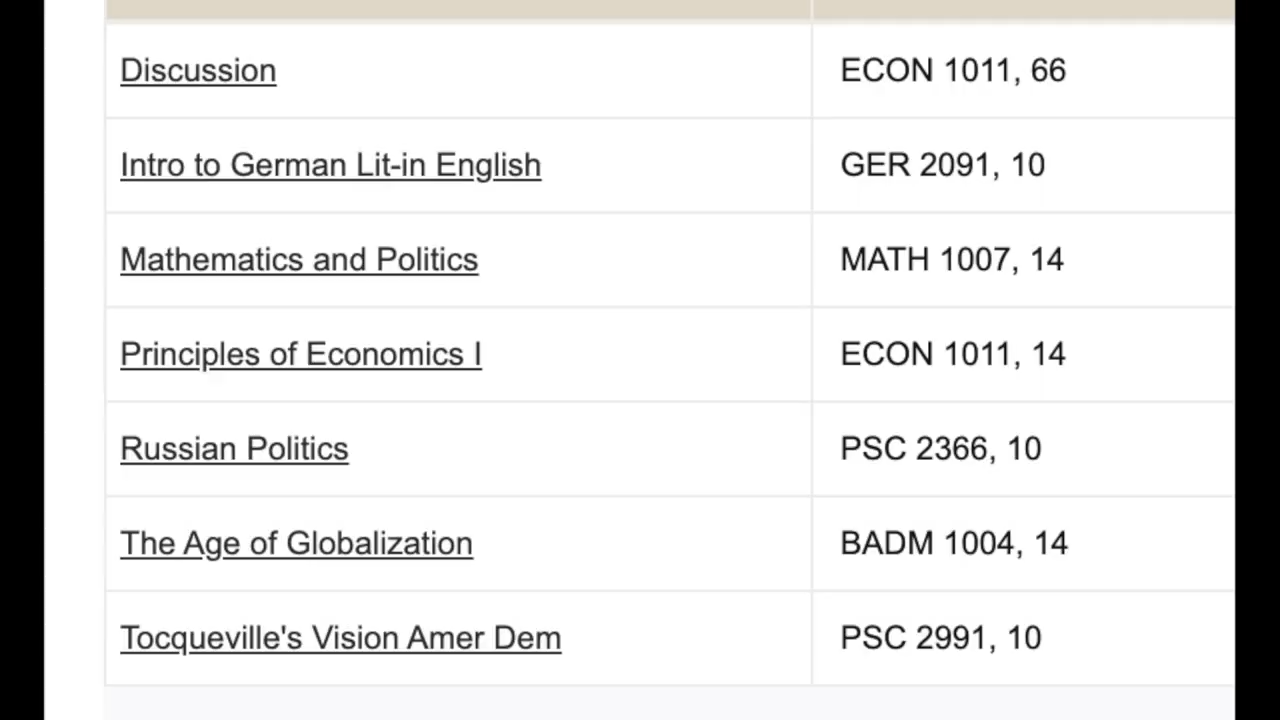 Discussion ECON 1011, 66
Intro to German Lit-in English GER 2091, 10
Mathematics and Politics MATH 1007, 14
Principles of Economics I ECON 1011, 14
Russian Politics PSC 2366, 10
The Age of Globalization BADM 1004, 14
Tocqueville's Vision Amer Dem PSC 2991, 10